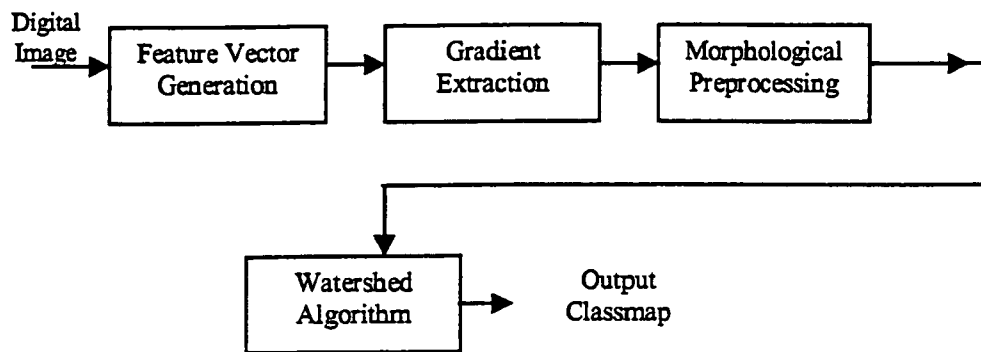 Digital
Image
Feature Vector
Generation
Gradient
Extraction
Morphological
Preprocessing
Watershed
Algorithm
Output
Classmap